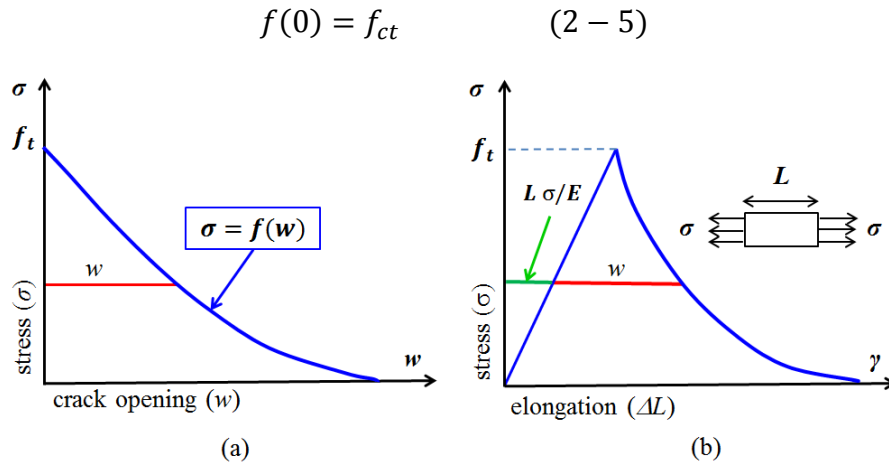 f(0) = f_ct (2 − 5)
σ
f_t
σ = f(w)
w
stress (σ)
w
crack opening (w)
(a)
σ
f_t
L σ/E
L
σ
σ
w
stress (σ)
γ
elongation (ΔL)
(b)